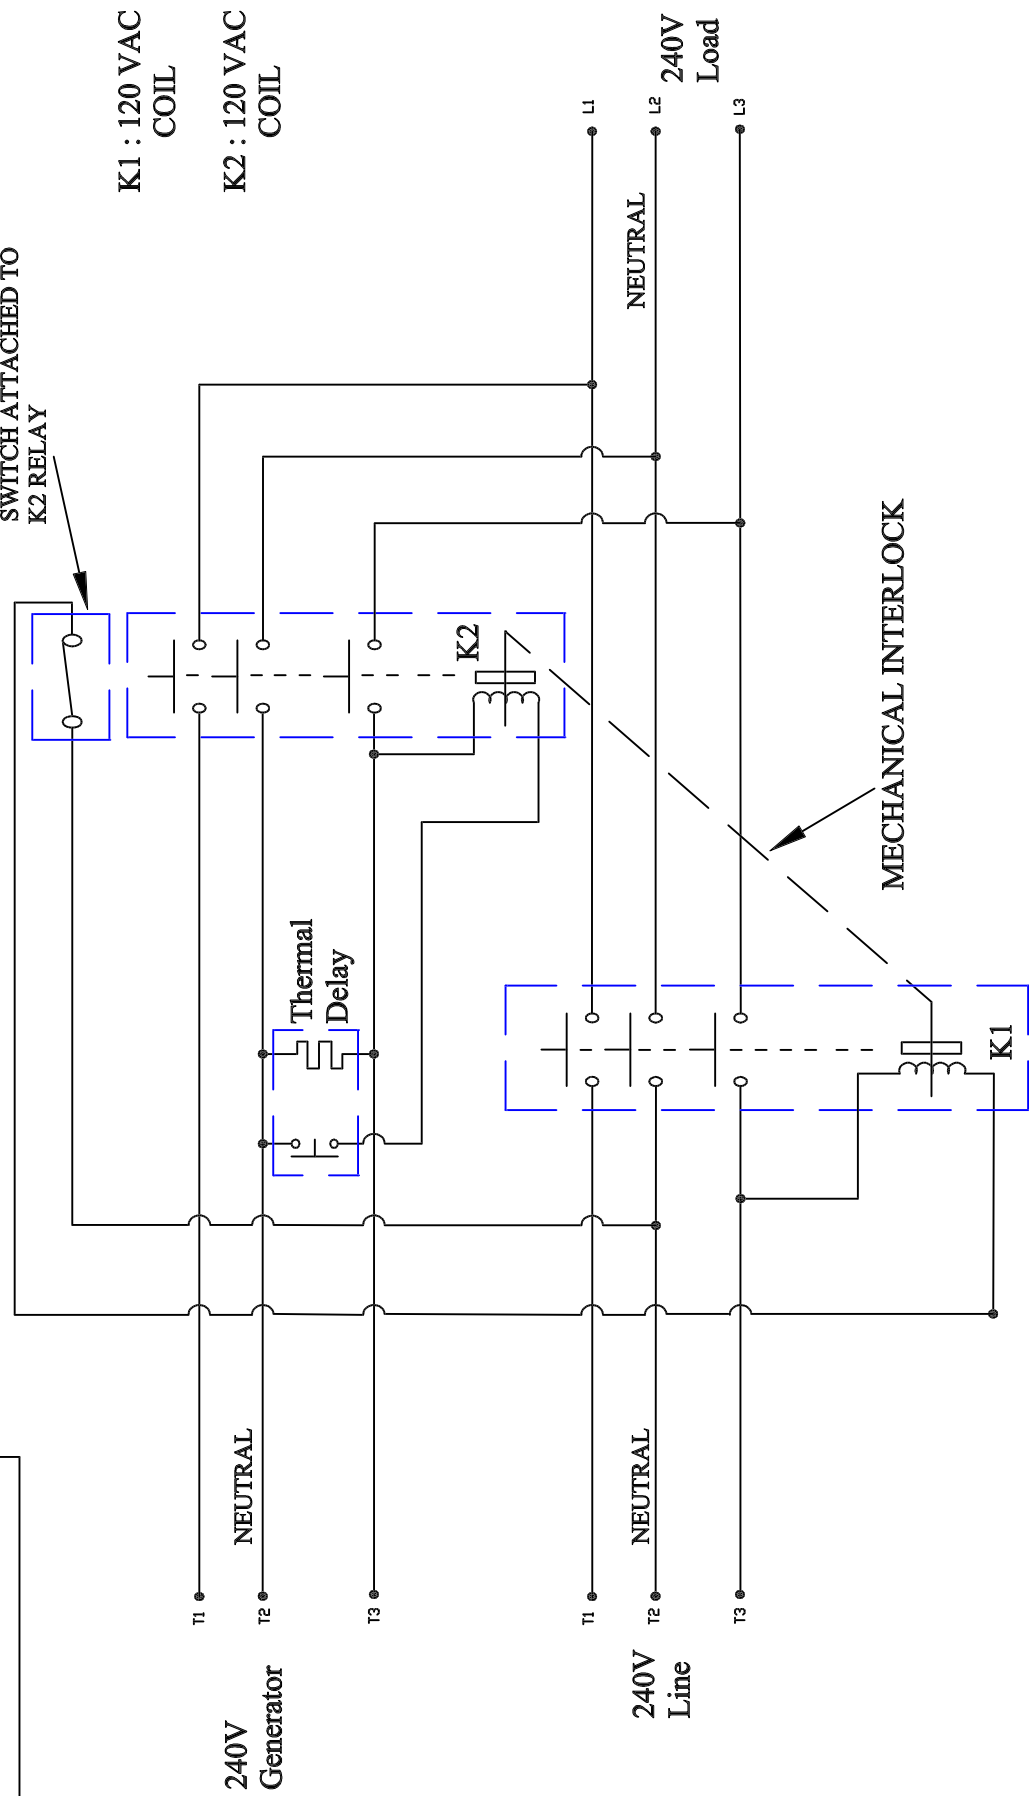 SWITCH ATTACHED TO
K2 RELAY
K1 : 120 VAC
COIL
K2 : 120 VAC
COIL
240V
Generator
T1
NEUTRAL
T2
T3
Thermal
Delay
K2
240V
Line
T1
NEUTRAL
T2
T3
K1
MECHANICAL INTERLOCK
NEUTRAL
L1
L2
L3
240V
Load